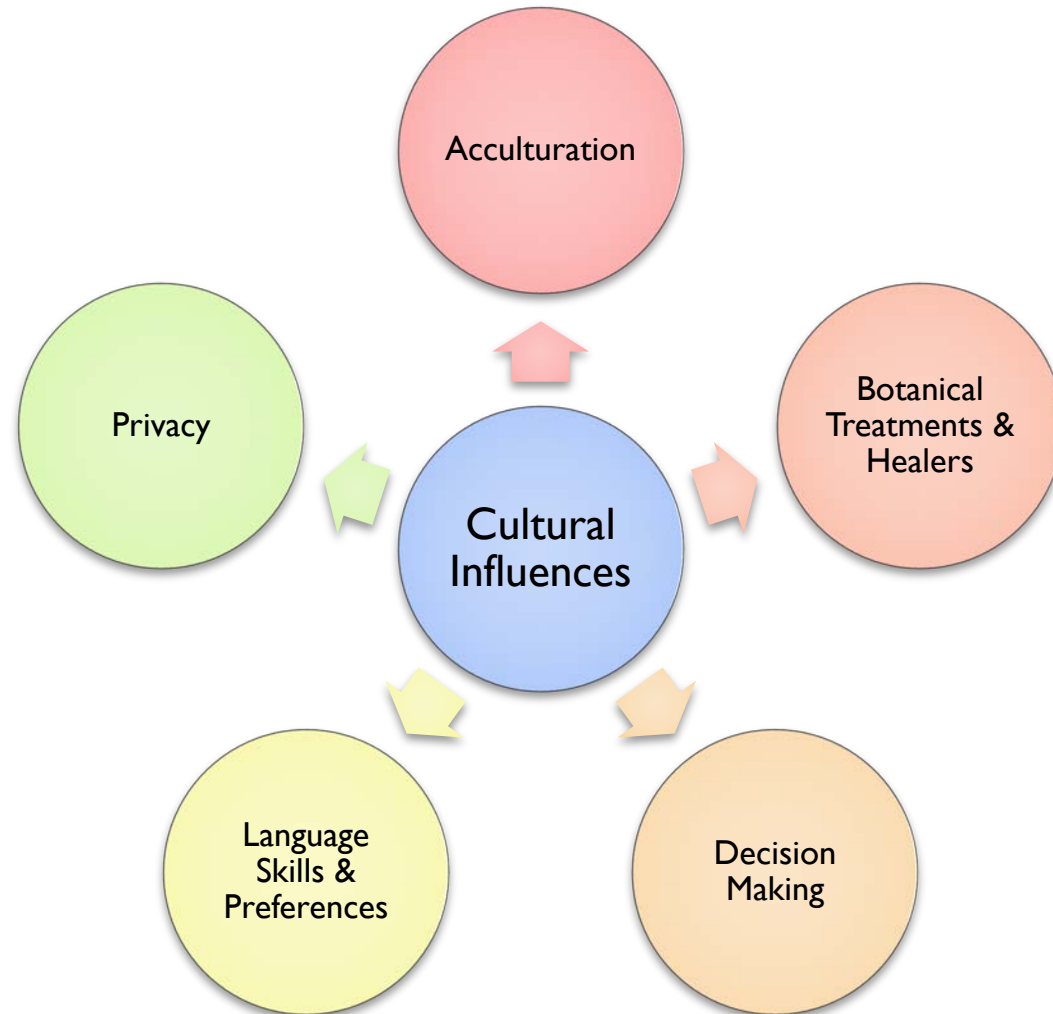 Acculturation
Botanical
Treatments &
Healers
Privacy
Cultural
Influences
Language
Skills &
Preferences
Decision
Making